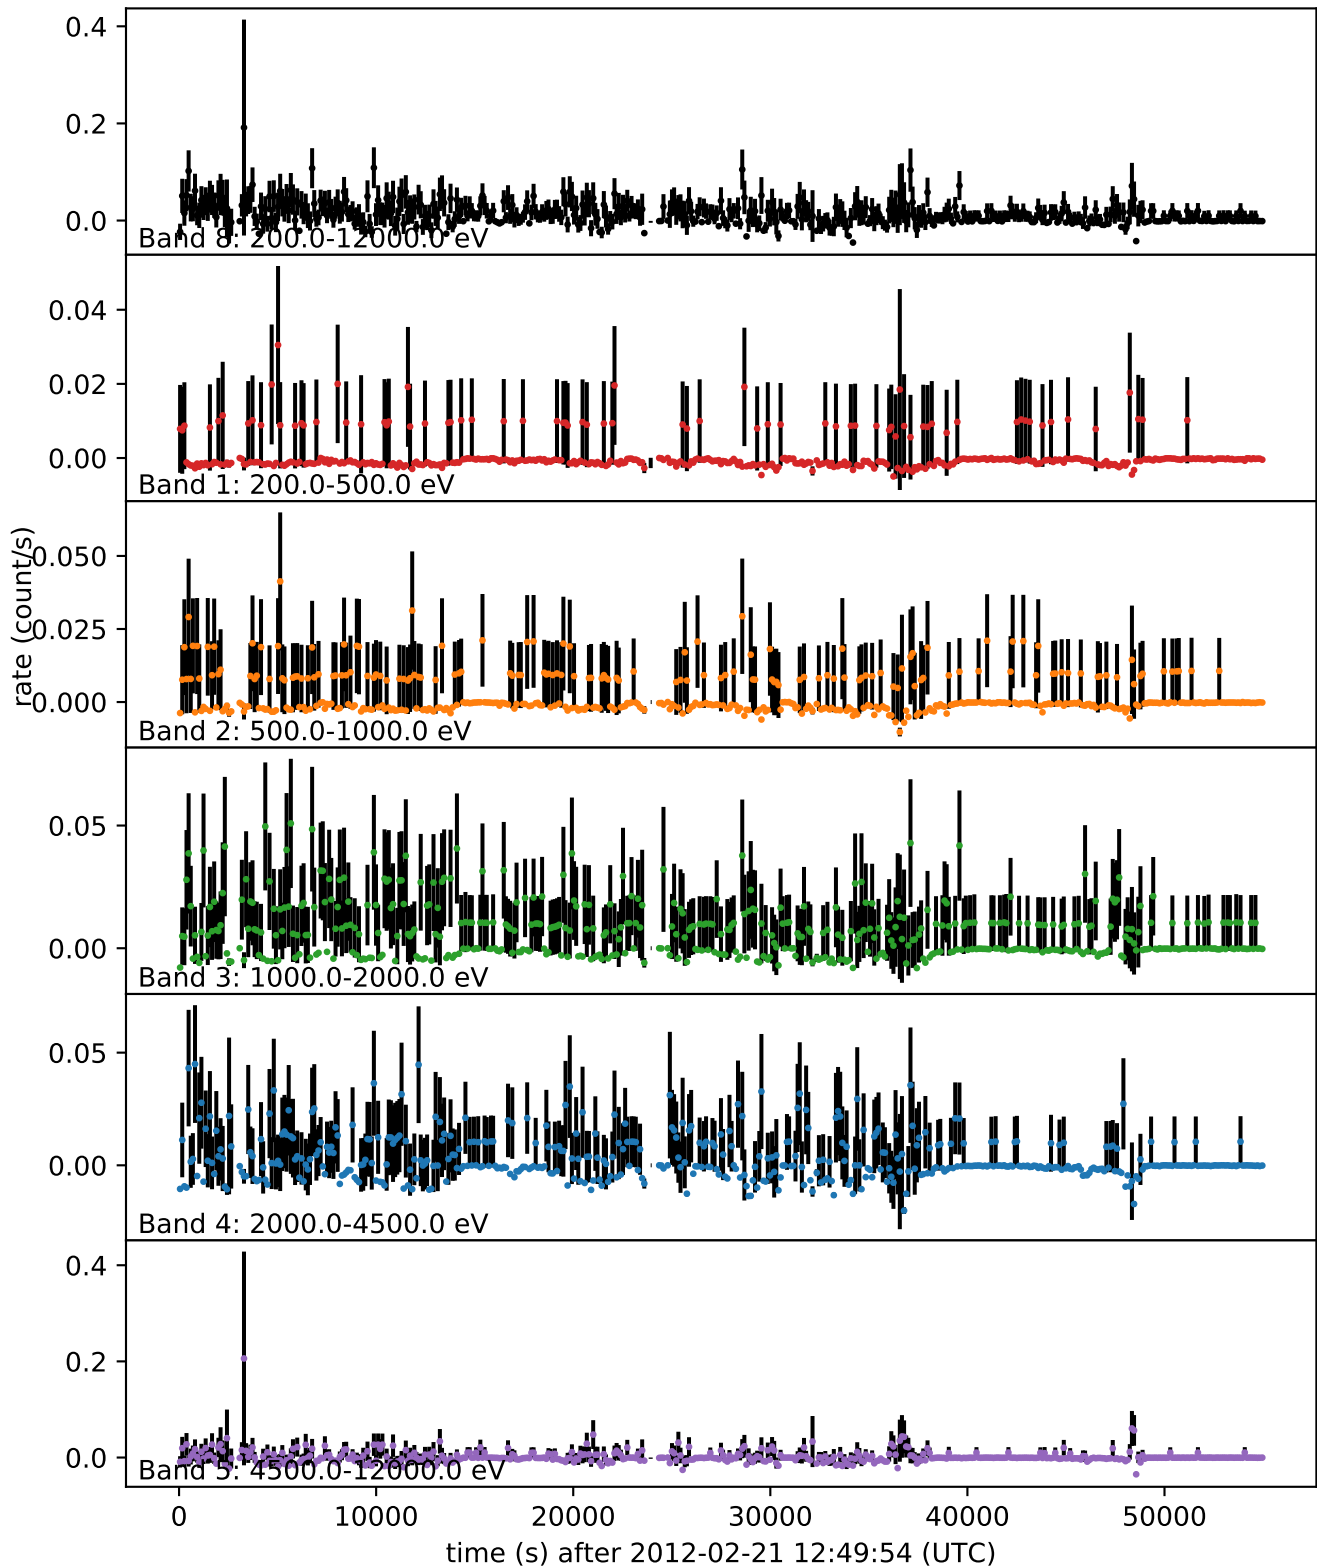 0.4
0.2
0.0
Band 8: 200.0-12000.0 eV
0.04
0.02
0.00
Band 1: 200.0-500.0 eV
rate (count/s)
0.050
0.025
0.000
Band 2: 500.0-1000.0 eV
0.05
0.00
Band 3: 1000.0-2000.0 eV
0.05
0.00
Band 4: 2000.0-4500.0 eV
0.4
0.2
0.0
Band 5: 4500.0-12000.0 eV
0 10000 20000 30000 40000 50000
time (s) after 2012-02-21 12:49:54 (UTC)